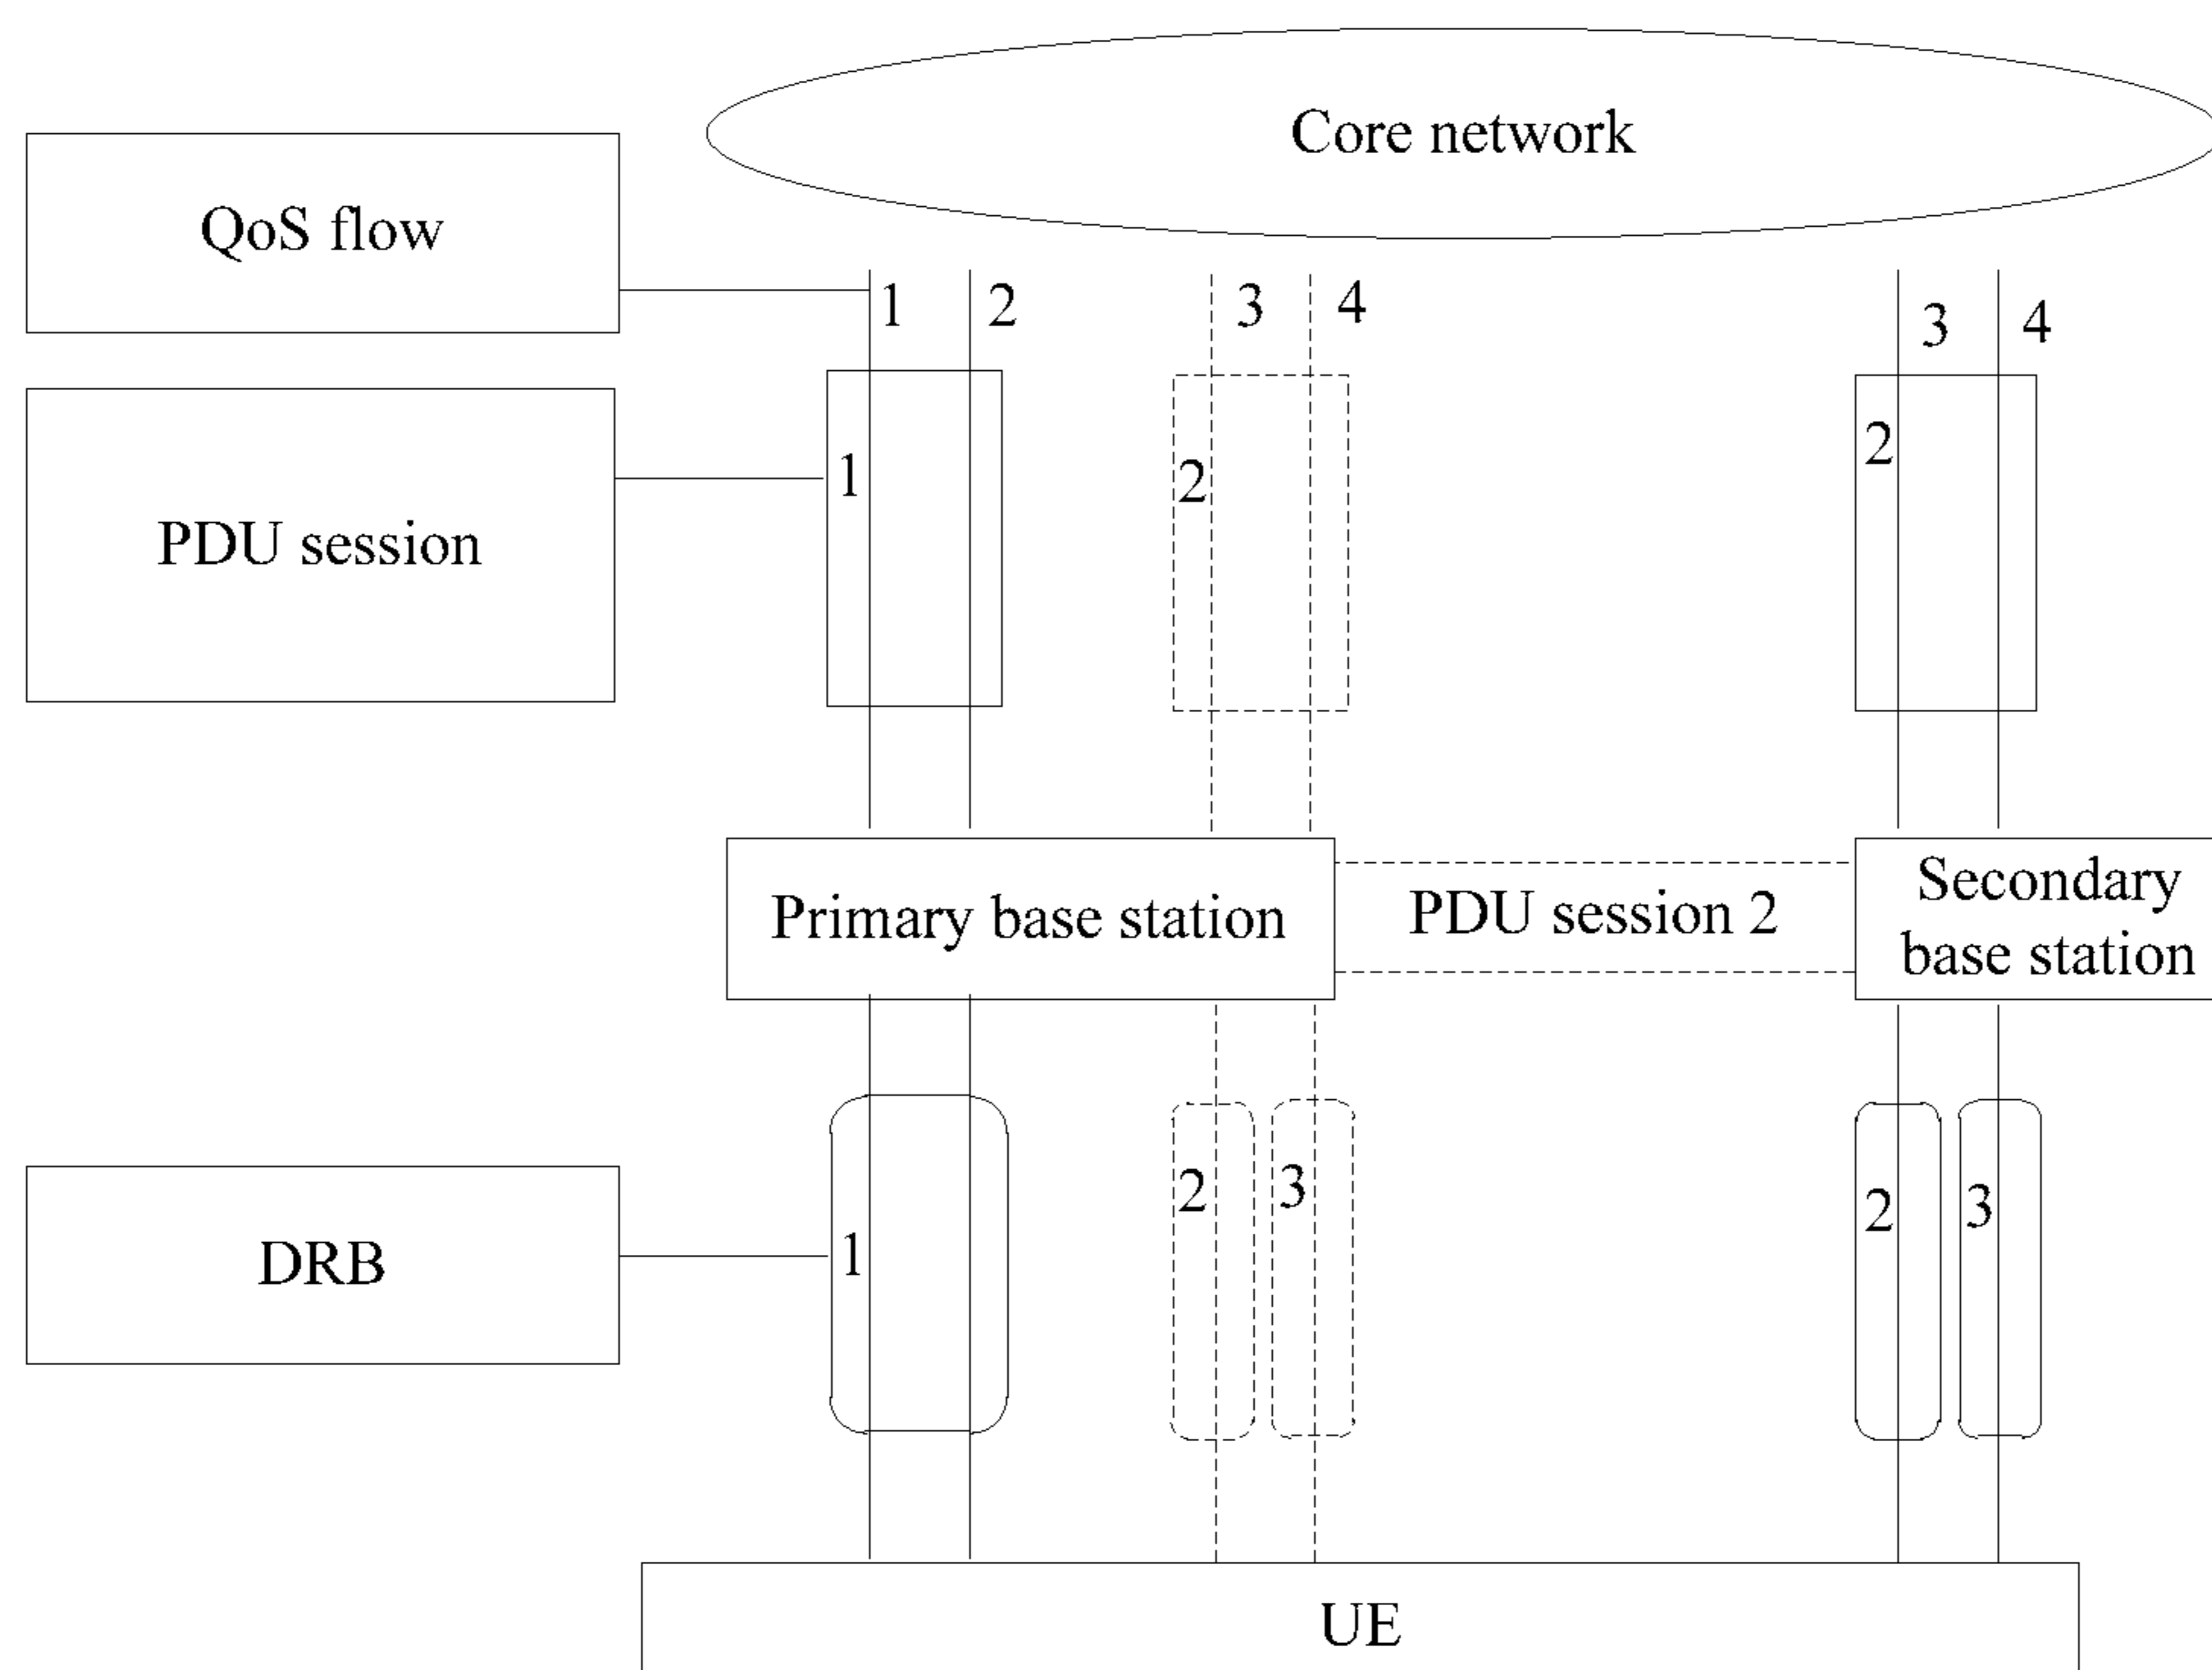 Core network
QoS flow
1 2 3 4 3 4
PDU session
1 2 2
Primary base station
PDU session 2
Secondary
base station
DRB
1 2 3 2 3
UE